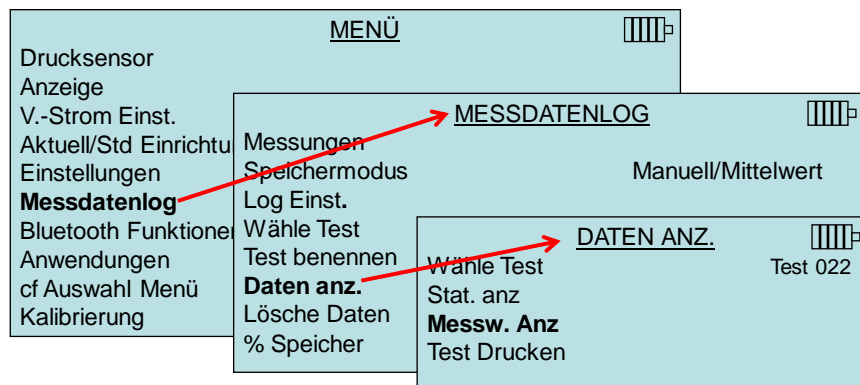 MENÜ
Drucksensor
Anzeige
V.-Strom Einst.
Aktuell/Std
Einstellungen
Messdatenlog
Bluetooth
Anwendungen
cf Auswahl Menü
Kalibrierung
MESSDATENLOG
Messungen
Speichermodus Manuell/Mittelwert
Log Einst.
Wähle Test
Test benennen
Daten anz.
Lösche Daten
% Speicher
DATEN ANZ.
Wähle Test Test 022
Stat. anz
Messw. Anz
Test Drucken